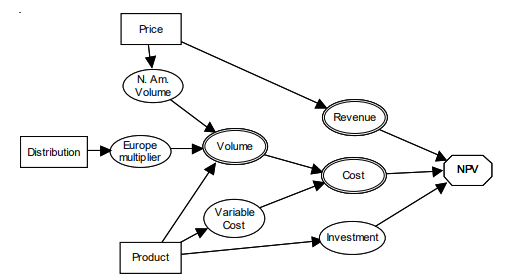 Price
N. Am.
Volume
Revenue
Distribution
Europe
multiplier
Volume
Cost
NPV
Variable
Cost
Investment
Product